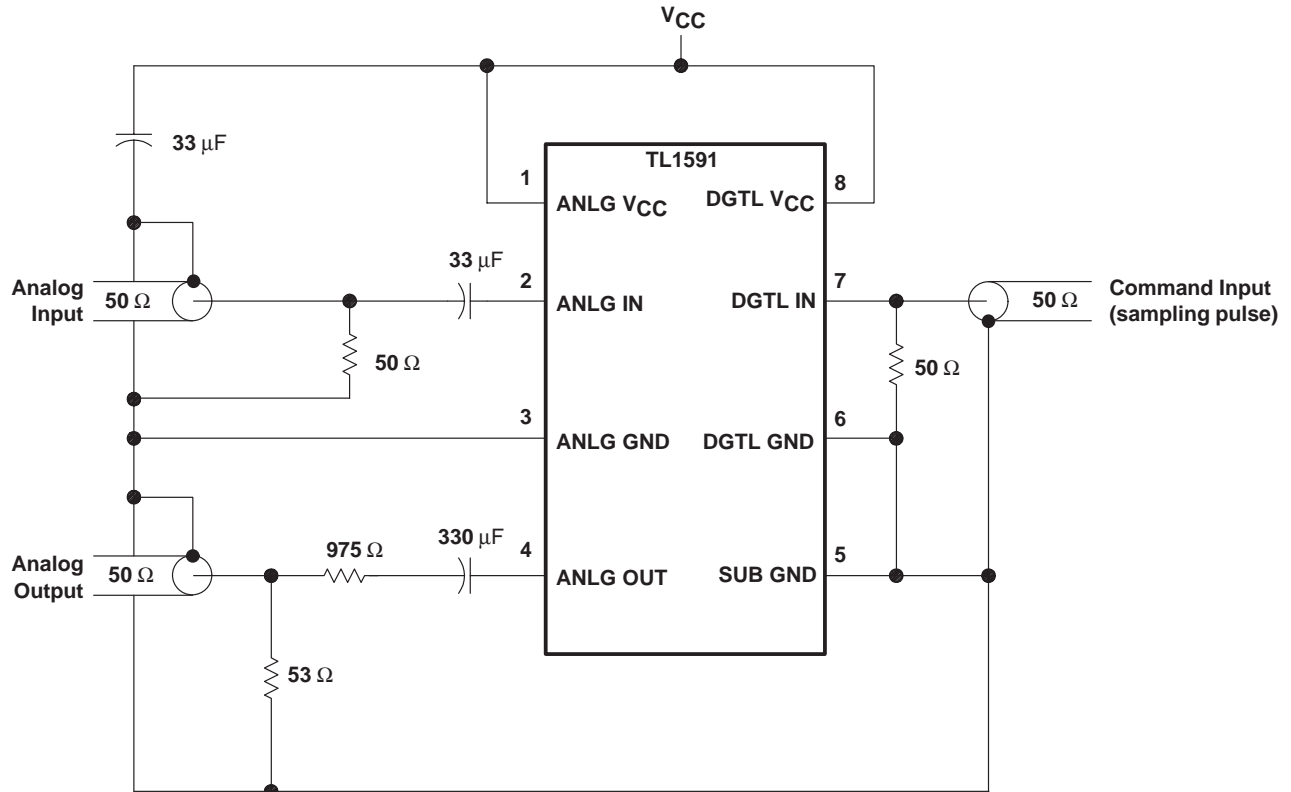 VCC
33 μF
TL1591
1
8
ANLG VCC
DGTL VCC
33 μF
2
7
Analog
Input
50 Ω
ANLG IN
DGTL IN
50 Ω
Command Input
(sampling pulse)
50 Ω
50 Ω
3
6
ANLG GND
DGTL GND
330 μF
975 Ω
4
5
Analog
Output
50 Ω
ANLG OUT
SUB GND
53 Ω